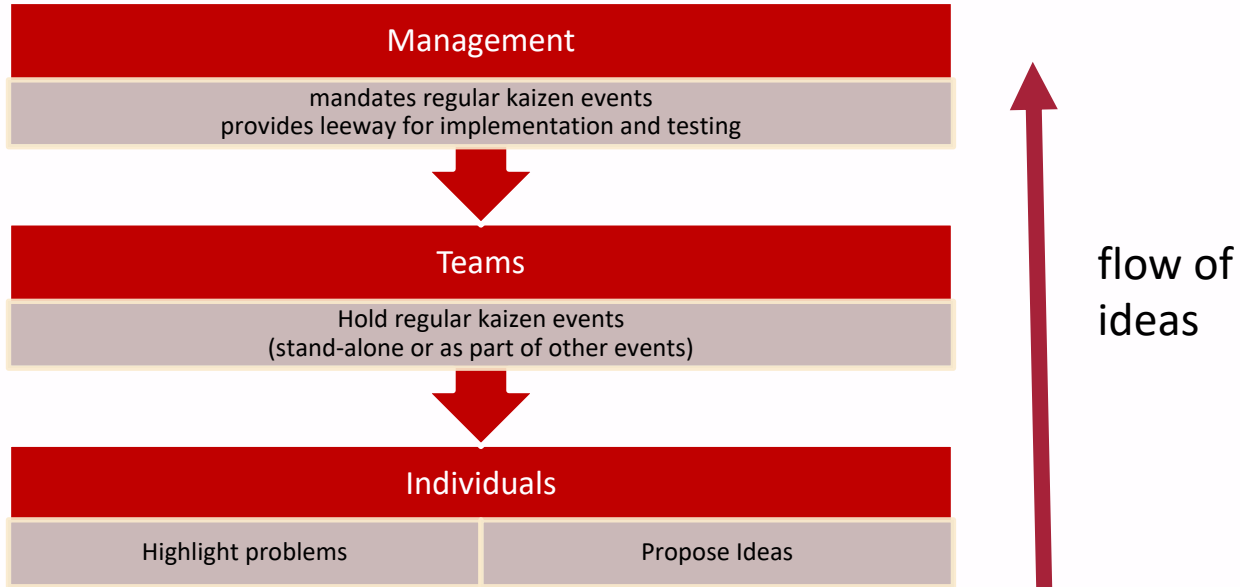 Management
mandates regular kaizen events
provides leeway for implementation and testing
Teams
Hold regular kaizen events
(stand-alone or as part of other events)
Individuals
Highlight problems
Propose Ideas
flow of
ideas